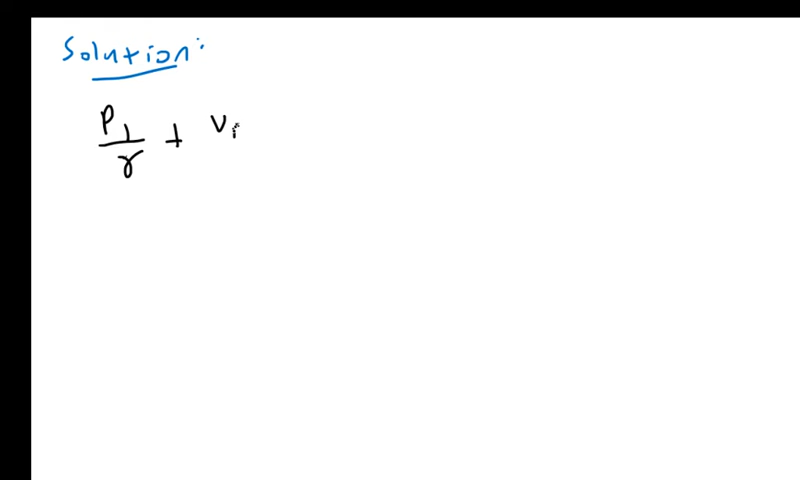 Solution:
P₁/γ + V₁